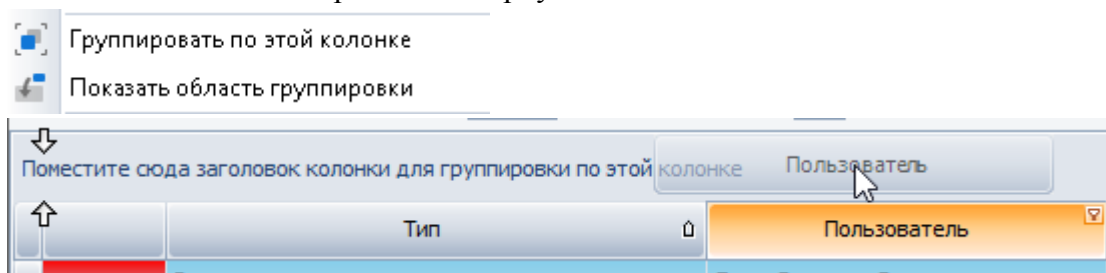 Группировать по этой колонке
Показать область группировки
Поместите сюда заголовок колонки для группировки по этой колонке Пользователь
Тип Пользователь